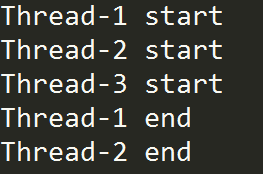 Thread-1 start
Thread-2 start
Thread-3 start
Thread-1 end
Thread-2 end